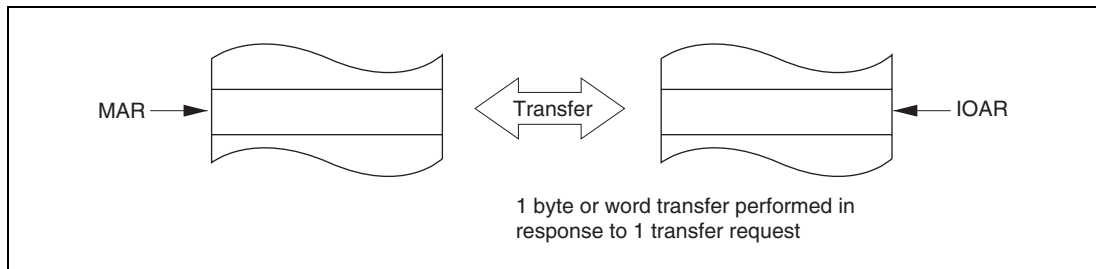 MAR
Transfer
IOAR
1 byte or word transfer performed in
response to 1 transfer request